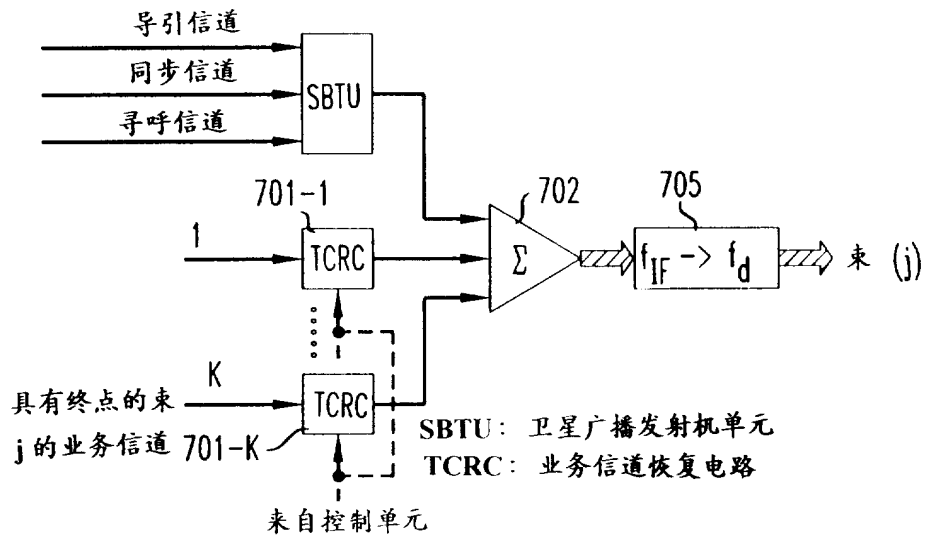 导引信道
同步信道
寻呼信道
SBTU
701-1
1
TCRC
702
Σ
705
f_IF -> f_d
束 (j)
K
TCRC
具有终点的束
j 的业务信道
701-K
SBTU: 卫星广播发射机单元
TCRC: 业务信道恢复电路
来自控制单元